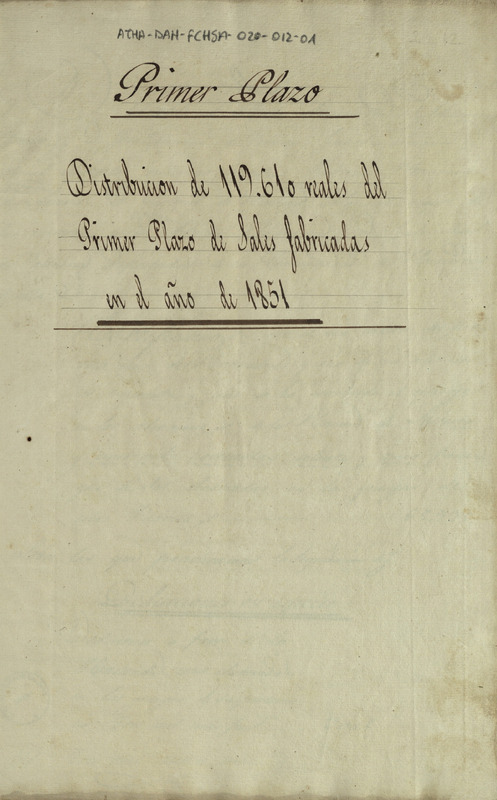 ATHA-DAH-FCHSA-020-012-01
Primer Plazo
Distribucion de 119.610 reales del
Primer Plazo de Sales fabricadas
en el año de 1851